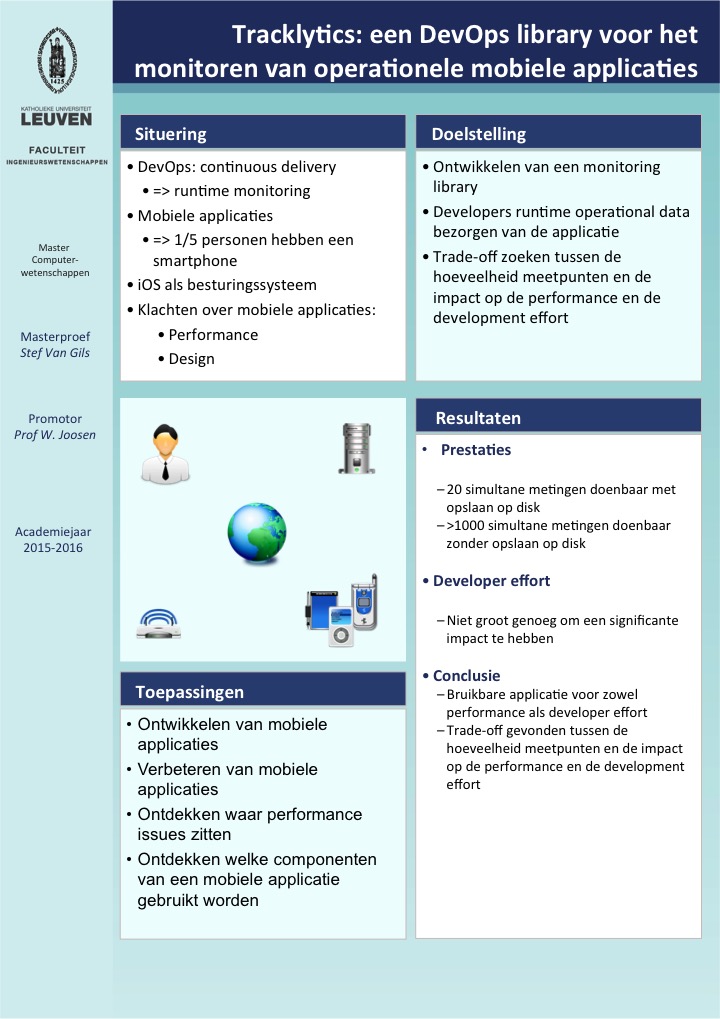 Tracklytics: een DevOps library voor het
monitoren van operationele mobiele applicaties
1425
KATHOLIEKE UNIVERSITEIT
LEUVEN
FACULTEIT
INGENIEURSWETENSCHAPPEN
Master
Computer-
wetenschappen
Masterproef
Stef Van Gils
Promotor
Prof W. Joosen
Academiejaar
2015-2016
Situering
• DevOps: continuous delivery
• => runtime monitoring
• Mobiele applicaties
• => 1/5 personen hebben een
smartphone
• iOS als besturingssysteem
• Klachten over mobiele applicaties:
• Performance
• Design
Doelstelling
• Ontwikkelen van een monitoring
library
• Developers runtime operational data
bezorgen van de applicatie
• Trade-off zoeken tussen de
hoeveelheid meetpunten en de
impact op de performance en de
development effort
Toepassingen
• Ontwikkelen van mobiele
applicaties
• Verbeteren van mobiele
applicaties
• Ontdekken waar performance
issues zitten
• Ontdekken welke componenten
van een mobiele applicatie
gebruikt worden
Resultaten
• Prestaties
– 20 simultane metingen doenbaar met
opslaan op disk
– >1000 simultane metingen doenbaar
zonder opslaan op disk
• Developer effort
– Niet groot genoeg om een significante
impact te hebben
• Conclusie
– Bruikbare applicatie voor zowel
performance als developer effort
– Trade-off gevonden tussen de
hoeveelheid meetpunten en de impact
op de performance en de development
effort